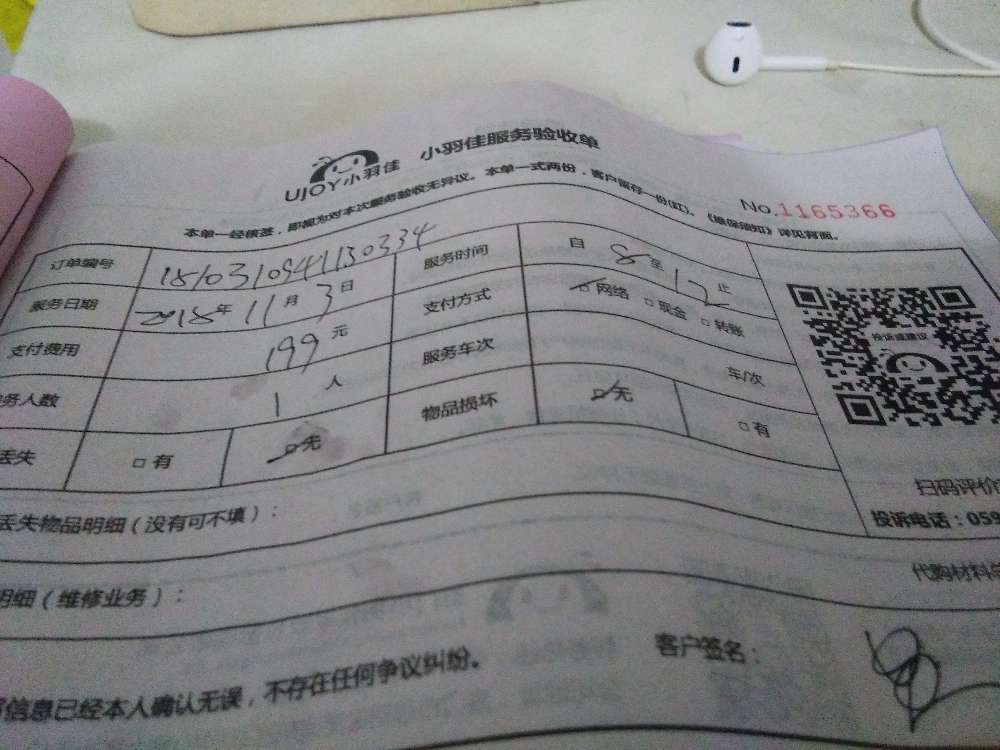 UJOY小羽佳 小羽佳服务验收单
No.1165366
本单一经核签，即视为对本次服务验收无异议。本单一式两份，客户留存一份(红)。《维保须知》详见背面。
订单编号 1810310941130334 服务时间 自 8 至 12 止
服务日期 2018年 11月 3日 支付方式 网络 现金 转账
支付费用 199 元 服务车次 车/次
务人数 1 人 物品损坏 无 有
丢失 有 无
投诉或建议
扫码评价
投诉电话：059
丢失物品明细（没有可不填）：
明细（维修业务）： 代购材料
信息已经本人确认无误，不存在任何争议纠纷。 客户签名：